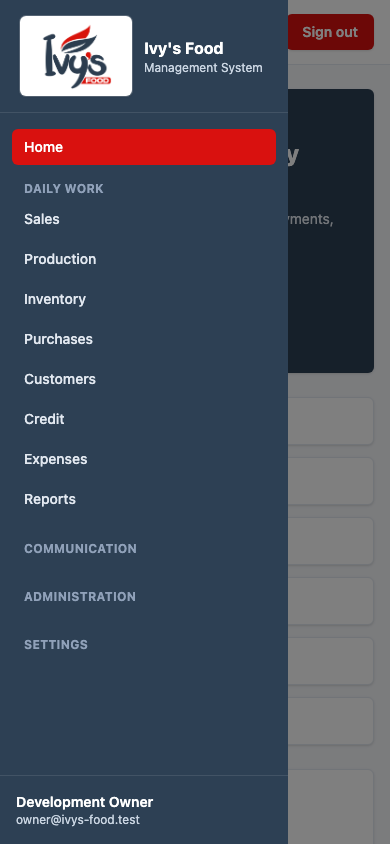 Ivy's
FOOD
Ivy's Food
Management System
Sign out
Home
DAILY WORK
Sales
Production
Inventory
Purchases
Customers
Credit
Expenses
Reports
COMMUNICATION
ADMINISTRATION
SETTINGS
Development Owner
owner@ivys-food.test
y
yments,